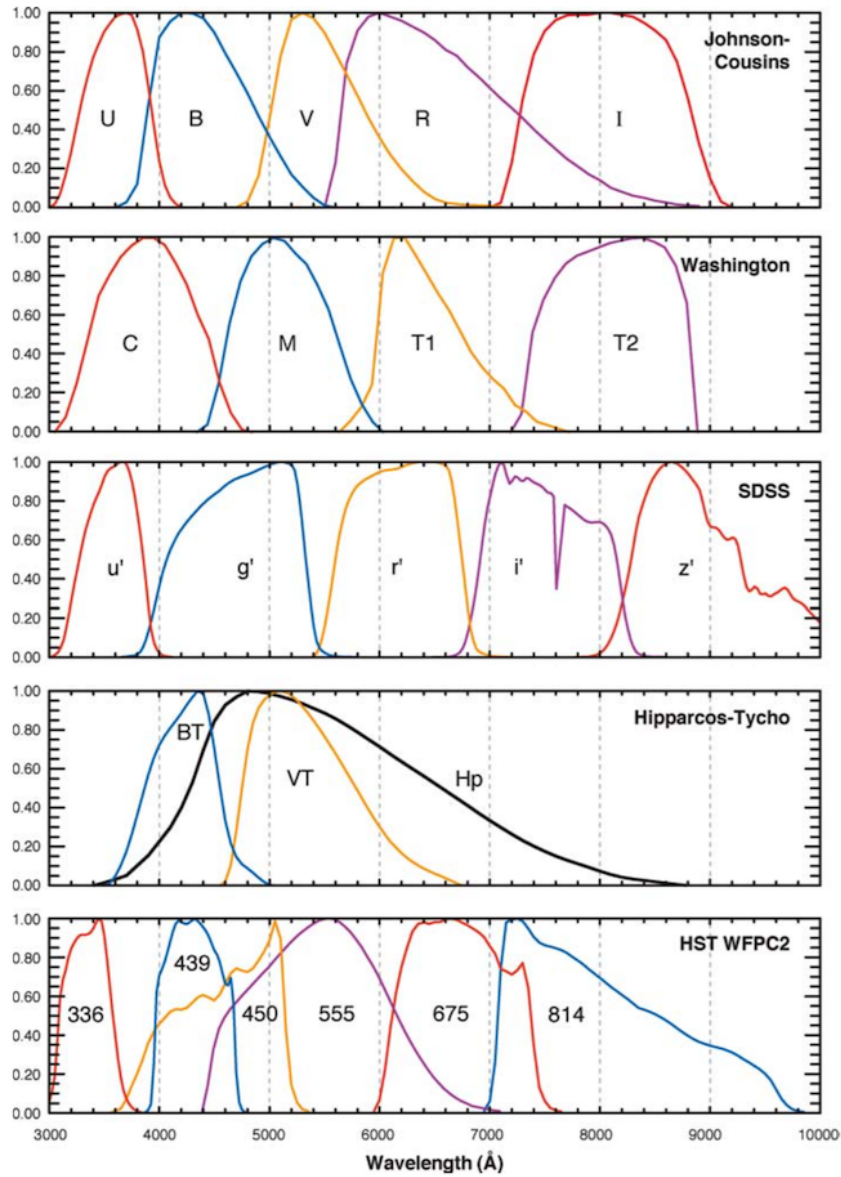 1.00
0.80
0.60
0.40
0.20
0.00
U
B
V
R
I
Johnson-
Cousins
1.00
0.80
0.60
0.40
0.20
0.00
C
M
T1
T2
Washington
1.00
0.80
0.60
0.40
0.20
0.00
u'
g'
r'
i'
z'
SDSS
1.00
0.80
0.60
0.40
0.20
0.00
BT
VT
Hp
Hipparcos-Tycho
1.00
0.80
0.60
0.40
0.20
0.00
336
439
450
555
675
814
HST WFPC2
3000 4000 5000 6000 7000 8000 9000 10000
Wavelength (Å)